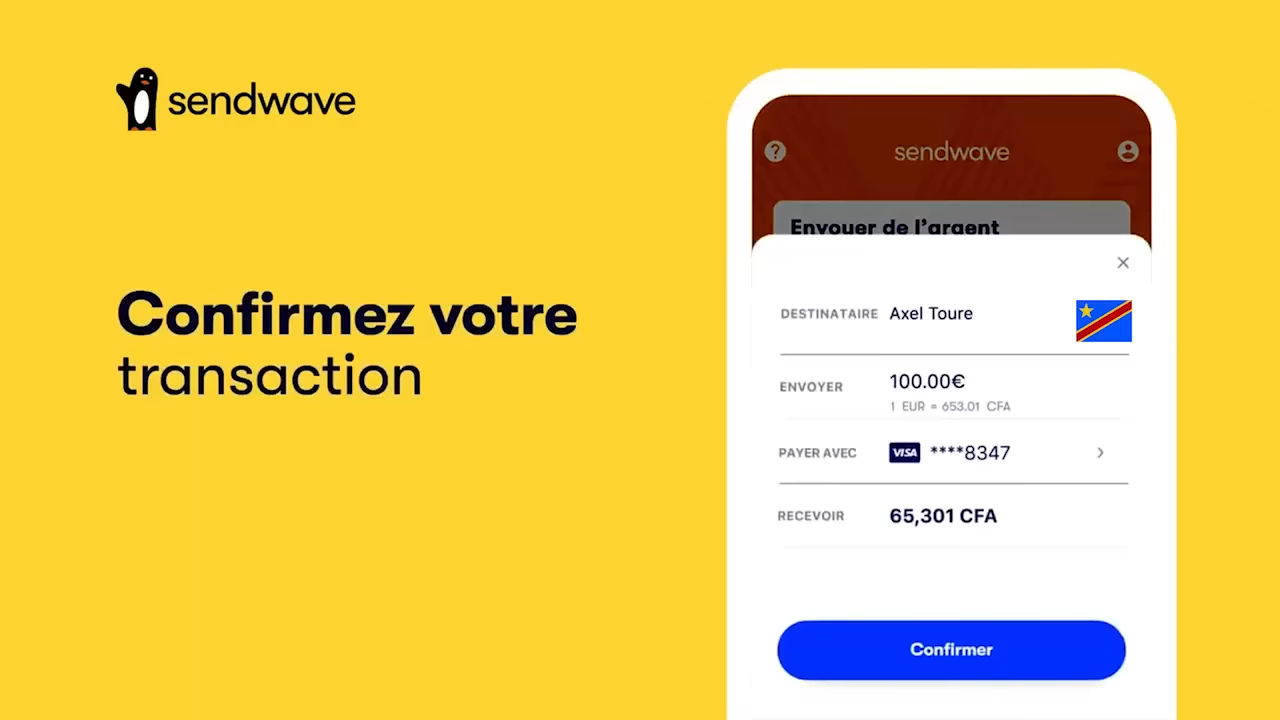 sendwave
Confirmez votre
transaction
?
sendwave
Envoyer de l'argent
DESTINATAIRE Axel Toure
ENVOYER 100.00€
1 EUR = 653.01 CFA
PAYER AVEC VISA ****8347
RECEVOIR 65,301 CFA
Confirmer